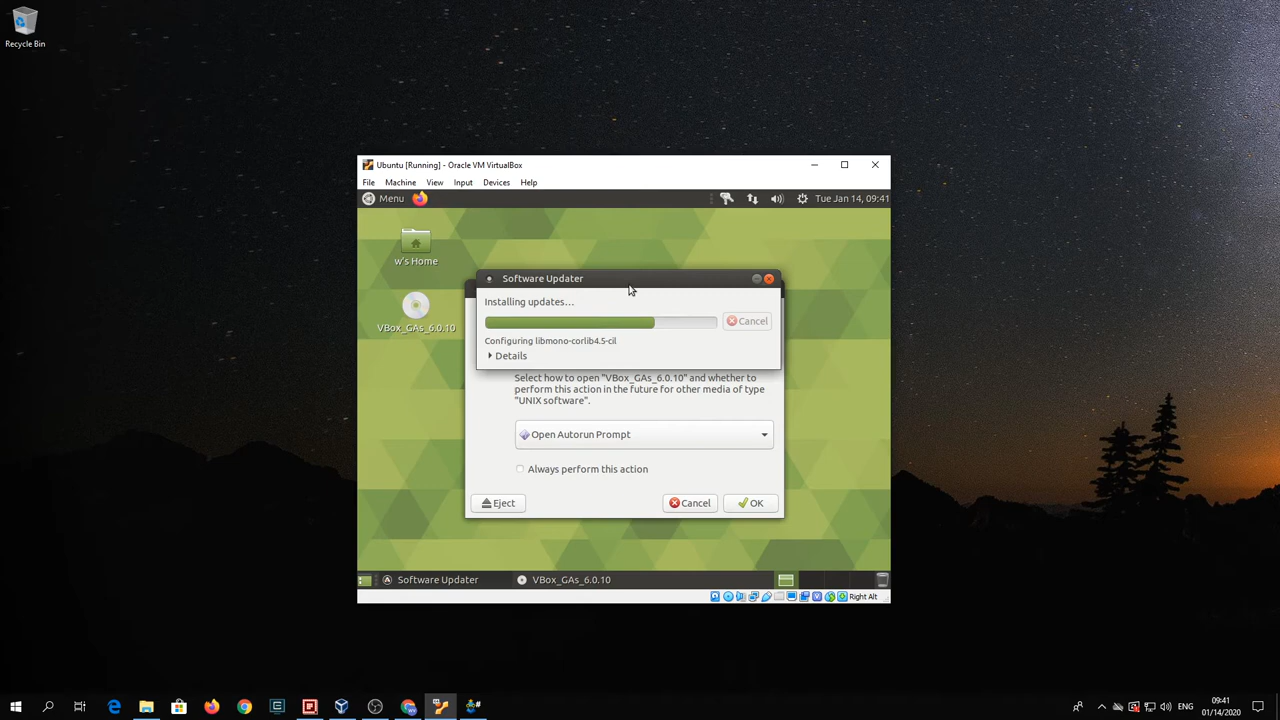 Recycle Bin
Ubuntu [Running] - Oracle VM VirtualBox
File Machine View Input Devices Help
Menu
Tue Jan 14, 09:41
w's Home
VBox_GAs_6.0.10
Software Updater
Installing updates...
Cancel
Configuring libmono-corlib4.5-cil
Details
Select how to open "VBox_GAs_6.0.10" and whether to
perform this action in the future for other media of type
"UNIX software".
Open Autorun Prompt
Always perform this action
Eject
Cancel
OK
Software Updater
VBox_GAs_6.0.10
Right Alt
ENG
09:41
01/14/2020